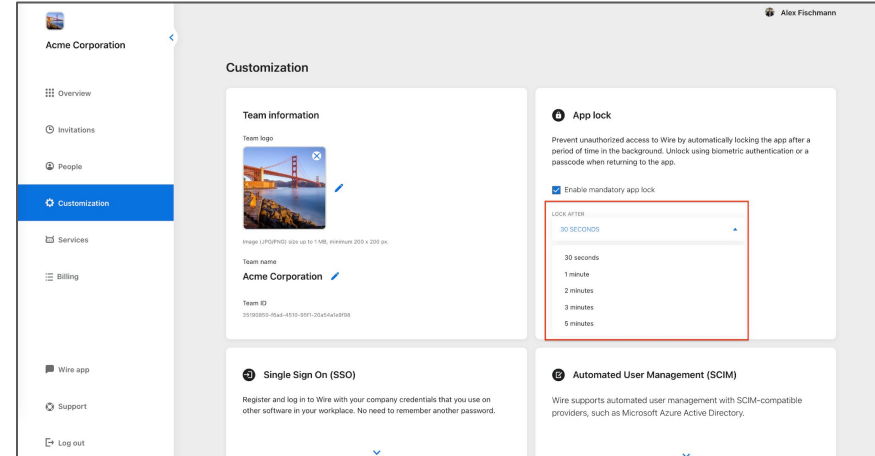 Alex Fischmann
Acme Corporation
Overview
Invitations
People
Customization
Services
Billing
Wire app
Support
Log out
Customization
Team information
Team logo
Image (JPG/PNG) size up to 1 MB, minimum 200 x 200 px.
Team name
Acme Corporation
Team ID
App lock
Prevent unauthorized access to Wire by automatically locking the app after a
period of time in the background. Unlock using biometric authentication or a
passcode when returning to the app.
Enable mandatory app lock
LOCK AFTER
30 SECONDS
30 seconds
1 minute
2 minutes
3 minutes
5 minutes
Single Sign On (SSO)
Register and log in to Wire with your company credentials that you use on
other software in your workplace. No need to remember another password.
Automated User Management (SCIM)
Wire supports automated user management with SCIM-compatible
providers, such as Microsoft Azure Active Directory.